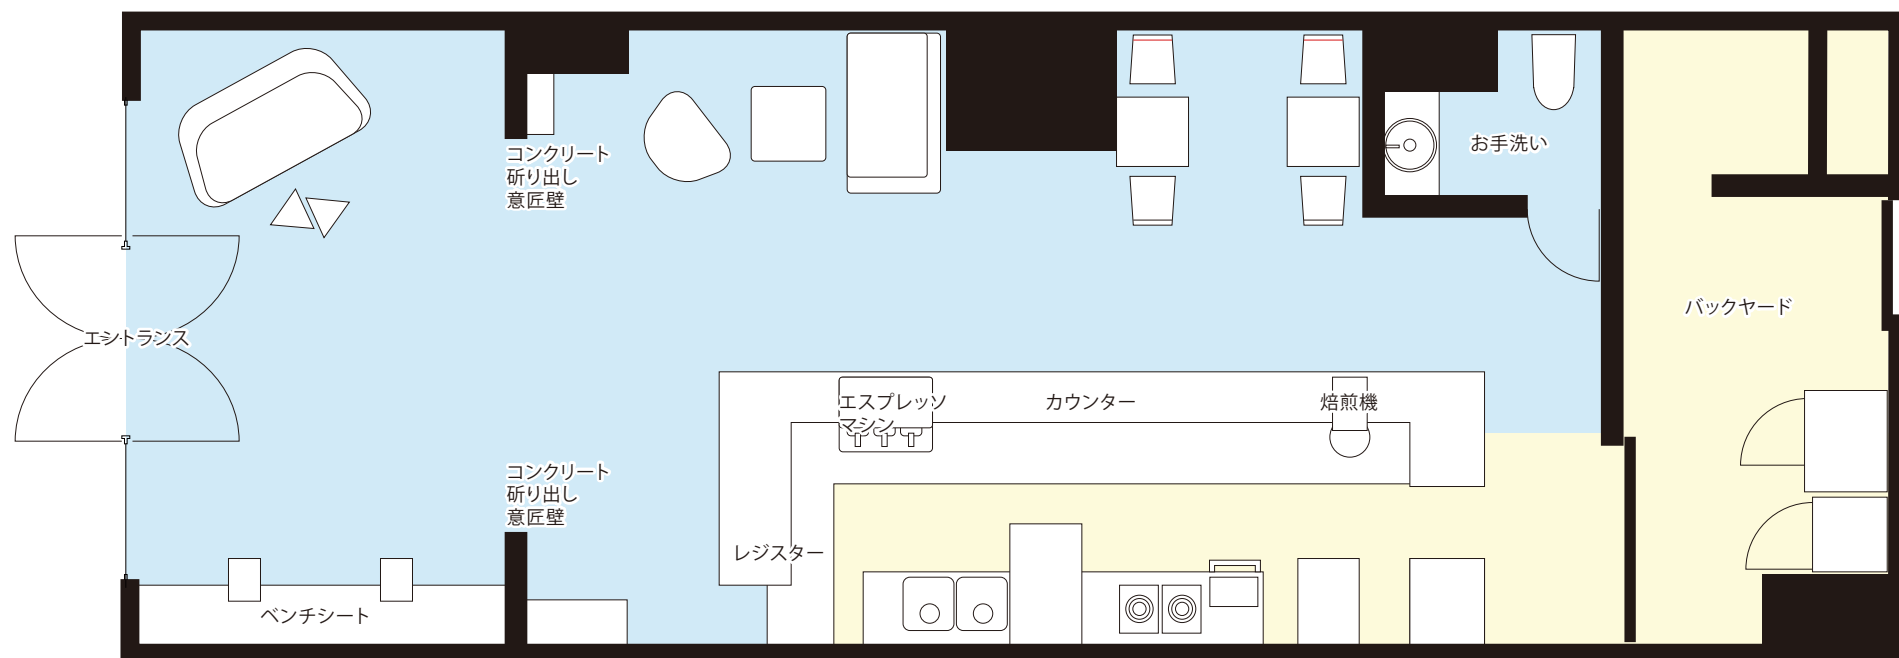 お手洗い
コンクリート
斫り出し
意匠壁
バックヤード
エントランス
エスプレッソ
マシン
カウンター
焙煎機
コンクリート
斫り出し
意匠壁
レジスター
ベンチシート